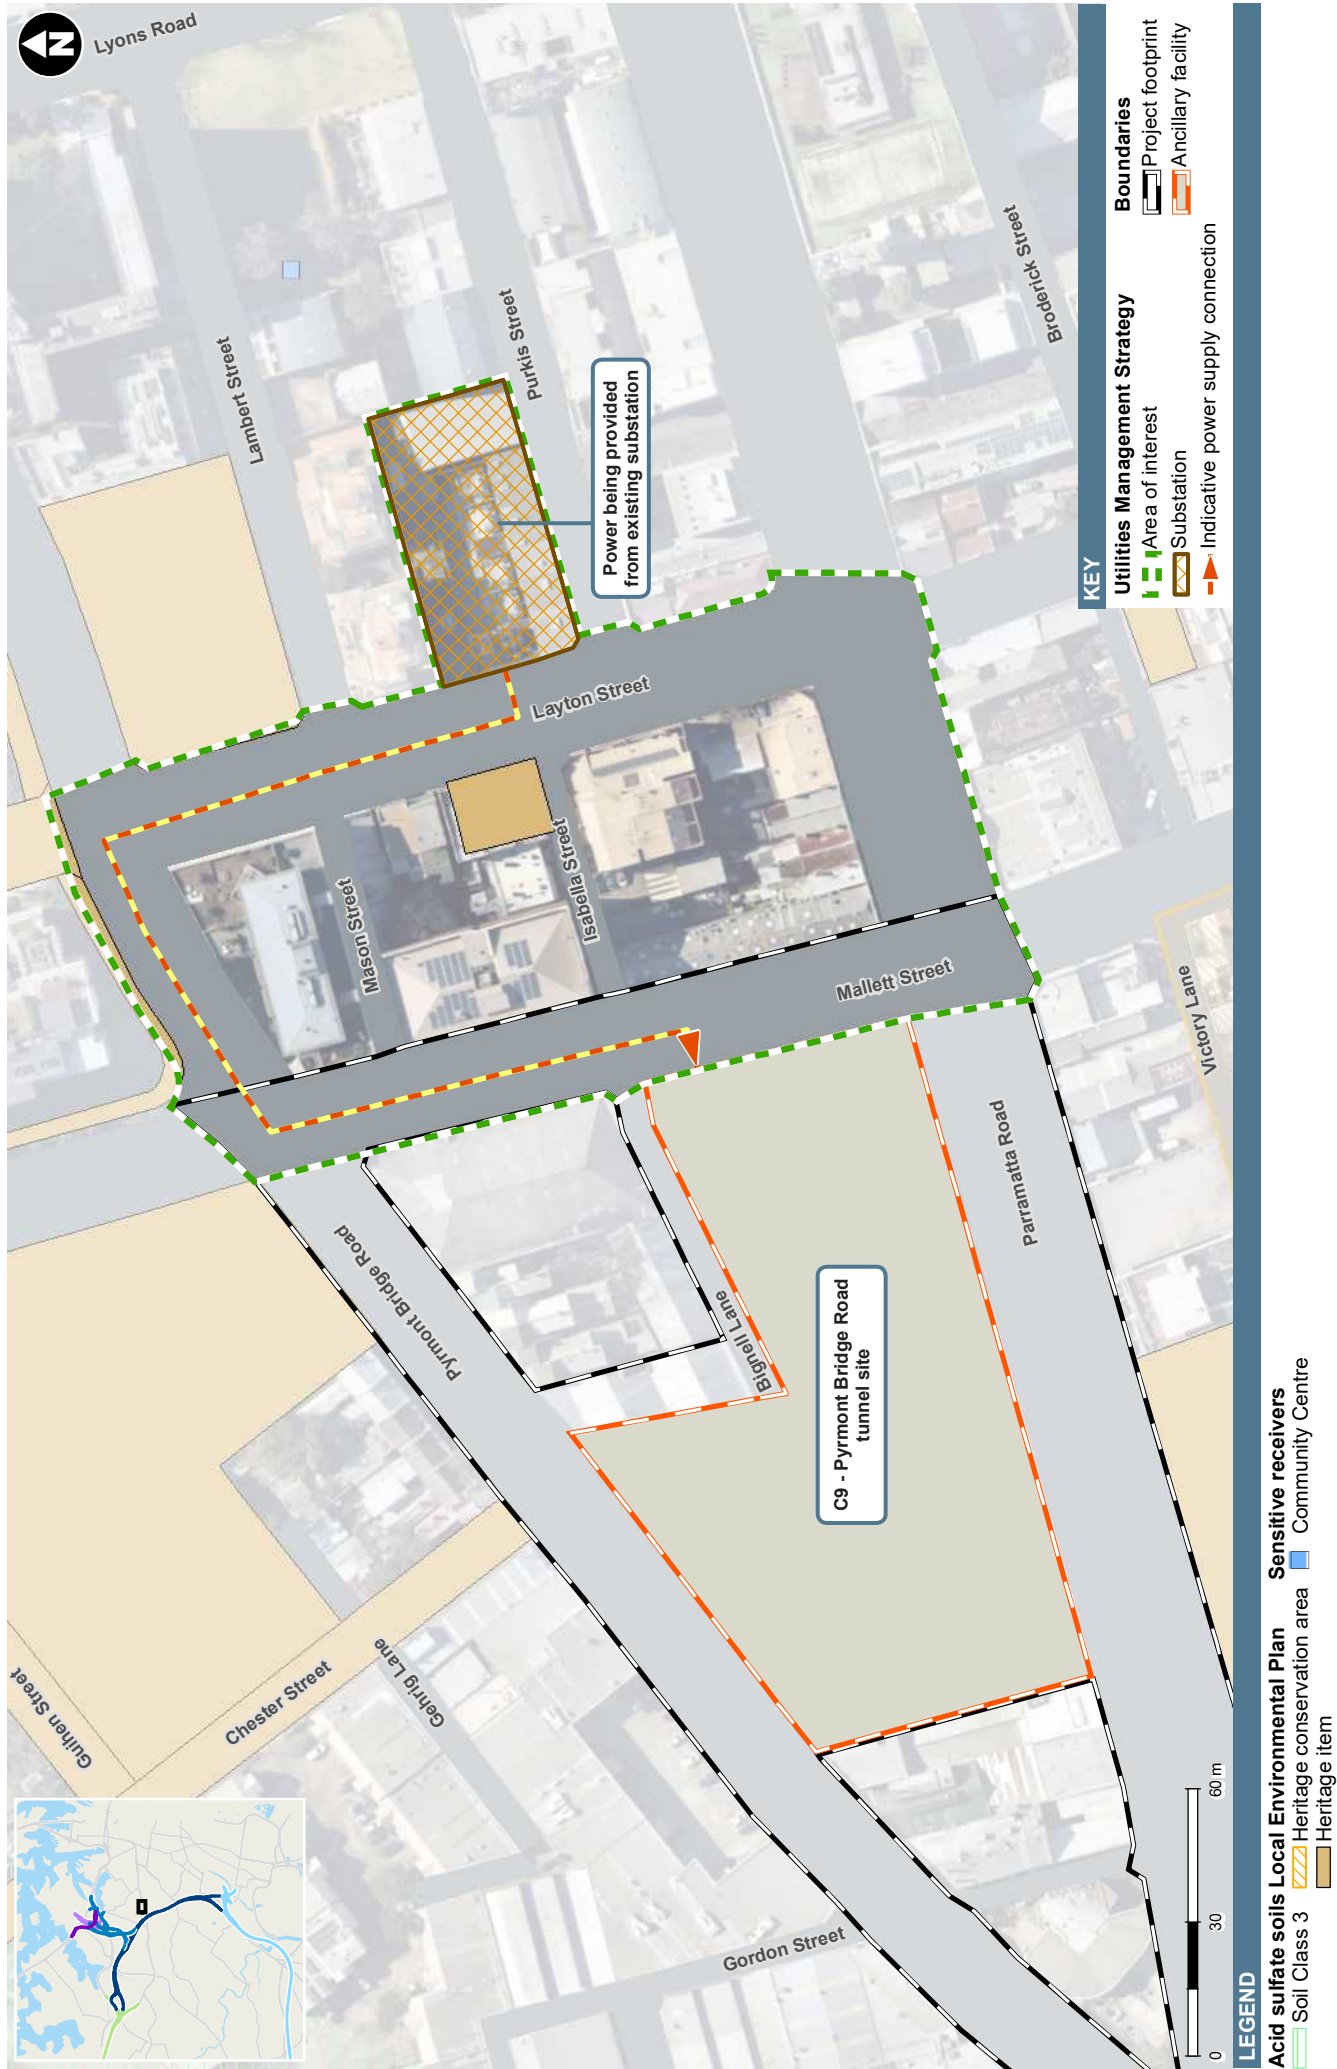 N
Lyons Road
Guihen Street
Chester Street
Gehrig Lane
Gordon Street
Pyrmont Bridge Road
Bignell Lane
C9 - Pyrmont Bridge Road
tunnel site
Parramatta Road
Mallett Street
Mason Street
Isabella Street
Layton Street
Lambert Street
Purkis Street
Power being provided
from existing substation
Broderick Street
Victory Lane
0 30 60 m
KEY
Utilities Management Strategy
Area of interest
Substation
Indicative power supply connection
Boundaries
Project footprint
Ancillary facility
LEGEND
Acid sulfate soils
Soil Class 3
Local Environmental Plan
Heritage conservation area
Heritage item
Sensitive receivers
Community Centre